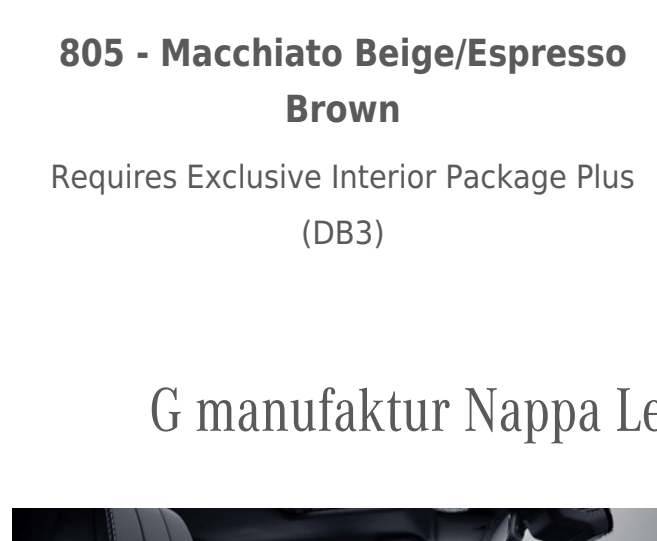 805 - Macchiato Beige/Espresso
Brown
Requires Exclusive Interior Package Plus
(DB3)
G manufaktur Nappa Le